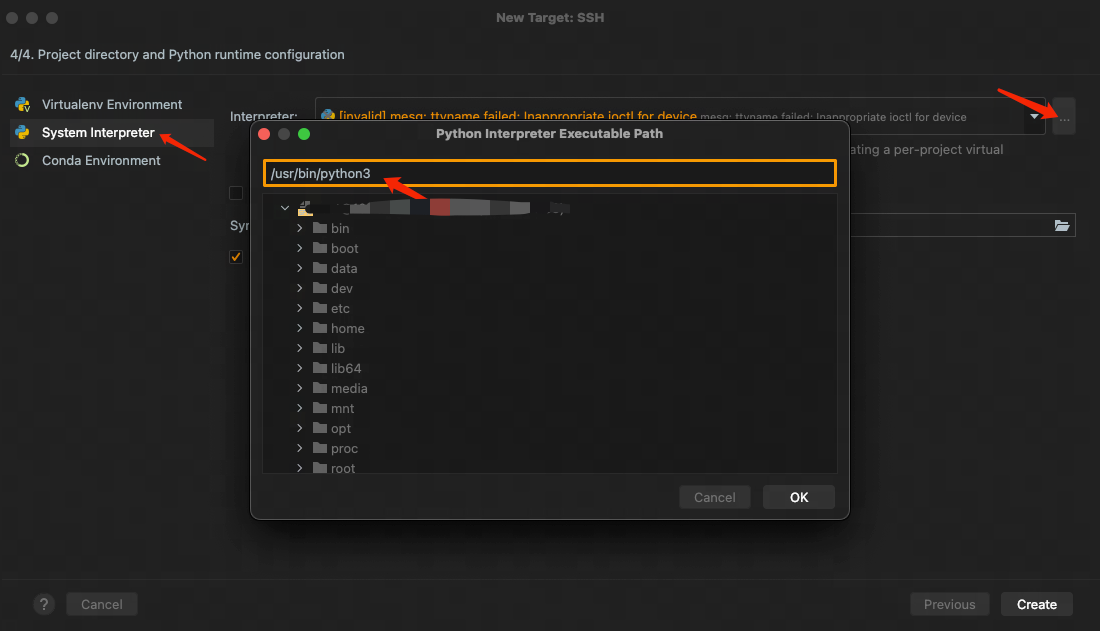 New Target: SSH
4/4. Project directory and Python runtime configuration
Virtualenv Environment
System Interpreter
Conda Environment
Interpreter:
[invalid] mesg: ttyname failed: Inappropriate ioctl for device mesg: ttyname failed: Inappropriate ioctl for device
...
Python Interpreter Executable Path
ating a per-project virtual
/usr/bin/python3
Syn
bin
boot
data
dev
etc
home
lib
lib64
media
mnt
opt
proc
root
Cancel
OK
?
Cancel
Previous
Create